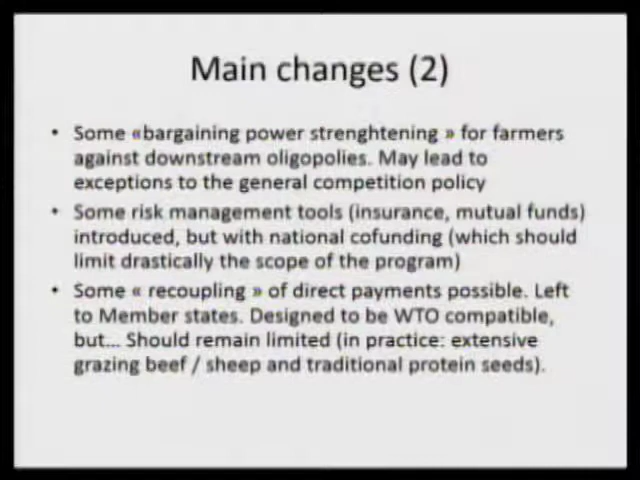 Main changes (2)
• Some «bargaining power strenghtening » for farmers
against downstream oligopolies. May lead to
exceptions to the general competition policy
• Some risk management tools (insurance, mutual funds)
introduced, but with national cofunding (which should
limit drastically the scope of the program)
• Some « recoupling » of direct payments possible. Left
to Member states. Designed to be WTO compatible,
but... Should remain limited (in practice: extensive
grazing beef / sheep and traditional protein seeds).